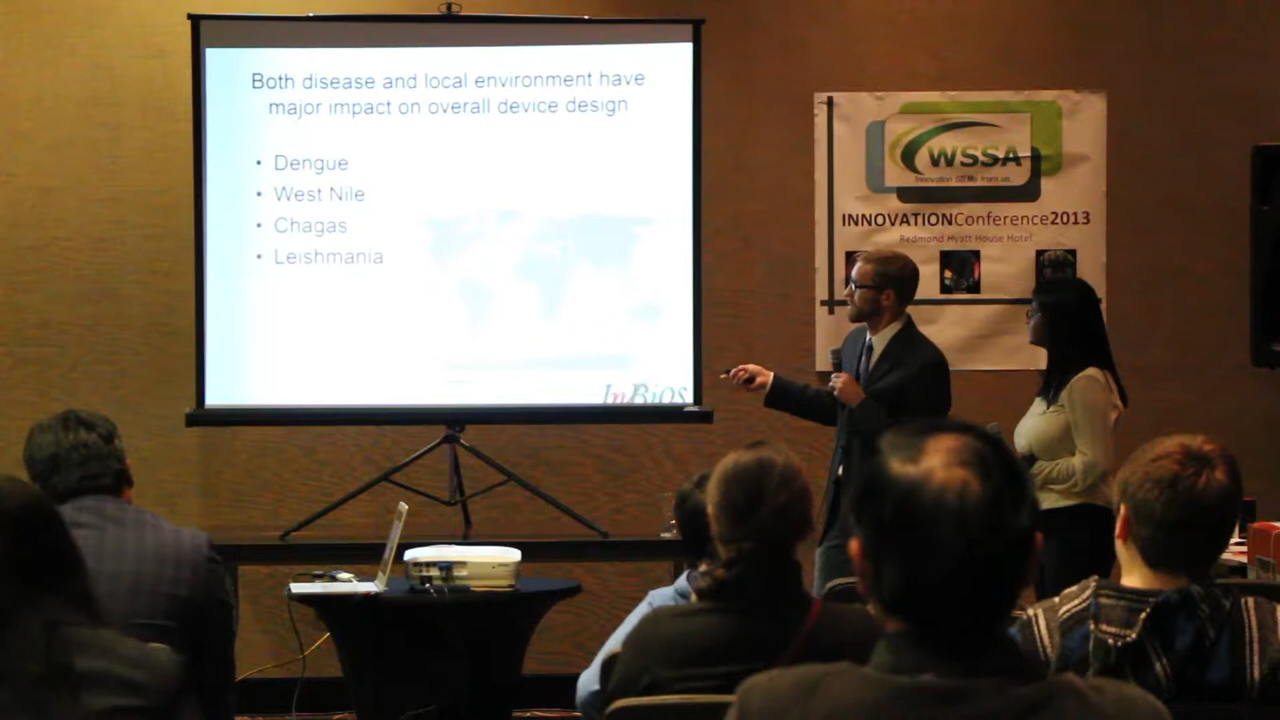 Both disease and local environment have
major impact on overall device design
• Dengue
• West Nile
• Chagas
• Leishmania
InBiOS
WSSA
INNOVATIONConference2013
Redmond Hyatt House Hotel